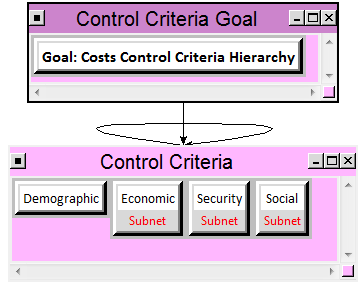 Control Criteria Goal
Goal: Costs Control Criteria Hierarchy
Control Criteria
Demographic Economic Security Social
Subnet Subnet Subnet